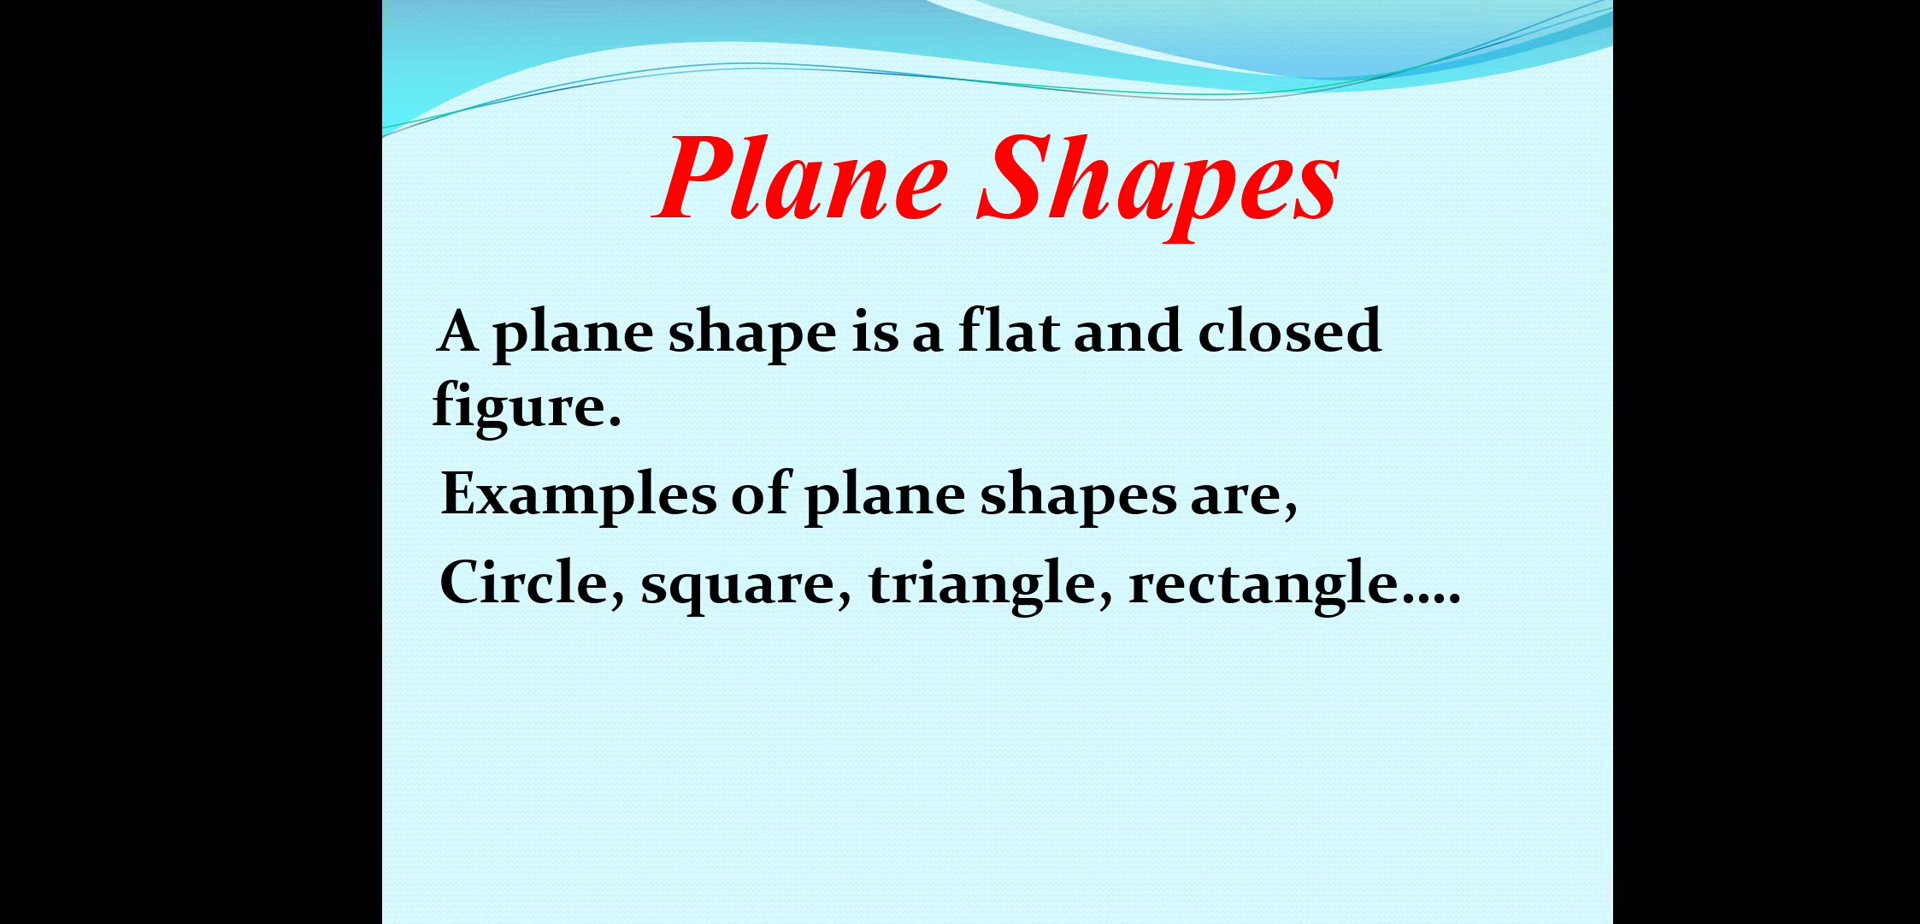 Plane Shapes
A plane shape is a flat and closed
figure.
Examples of plane shapes are,
Circle, square, triangle, rectangle....